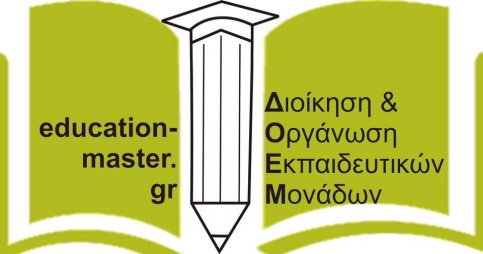 education-
master.
gr
Διοίκηση &
Οργάνωση
Εκπαιδευτικών
Μονάδων